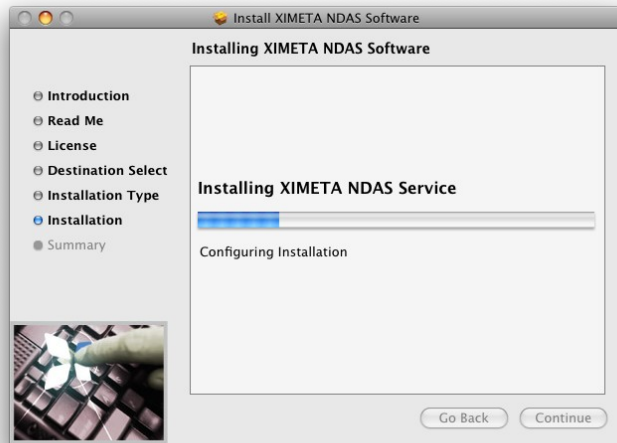 Install XIMETA NDAS Software
Installing XIMETA NDAS Software
Introduction
Read Me
License
Destination Select
Installation Type
Installation
Summary
Installing XIMETA NDAS Service
Configuring Installation
Go Back
Continue